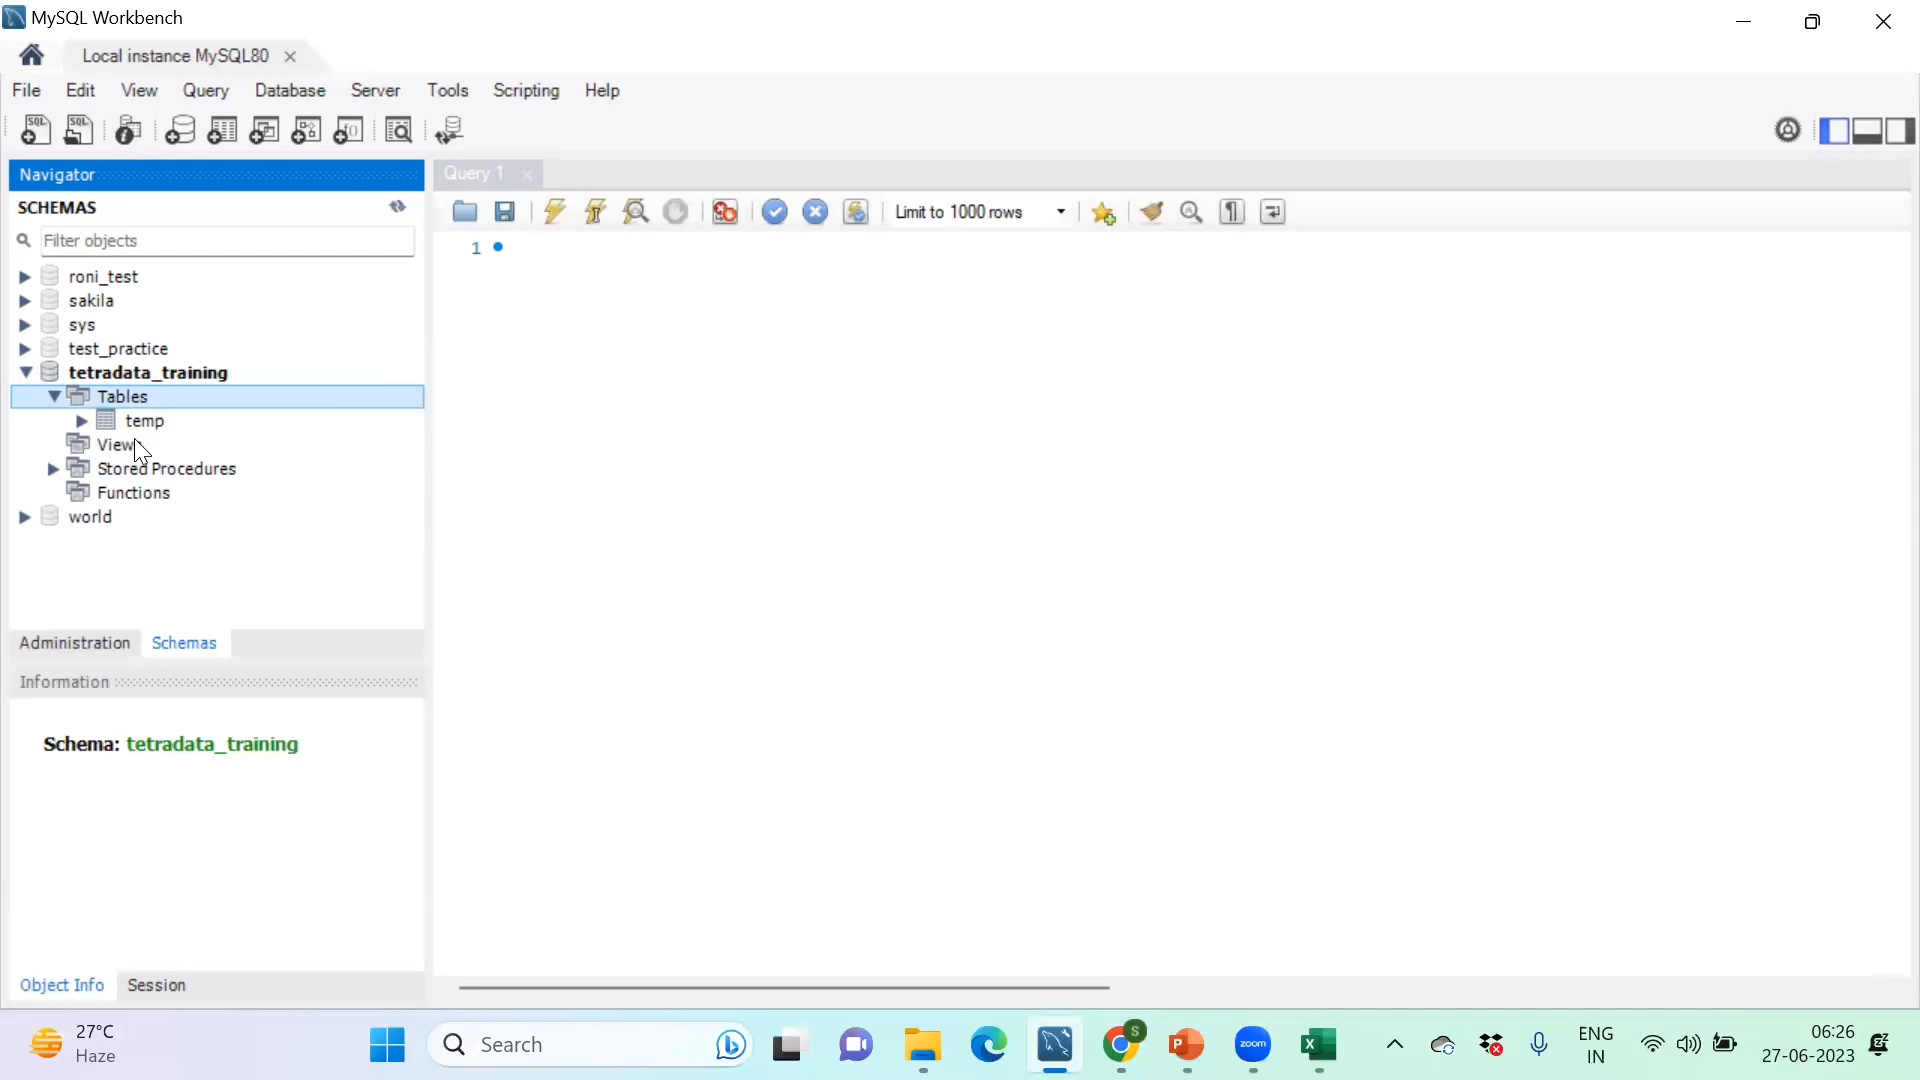 MySQL Workbench
Local instance MySQL80
File Edit View Query Database Server Tools Scripting Help
Navigator
SCHEMAS
Filter objects
roni_test
sakila
sys
test_practice
tetradata_training
Tables
temp
View
Stored Procedures
Functions
world
Administration Schemas
Information
Schema: tetradata_training
Object Info Session
Query 1
Limit to 1000 rows
1
27°C
Haze
Search
zoom
S
ENG
IN
06:26
27-06-2023